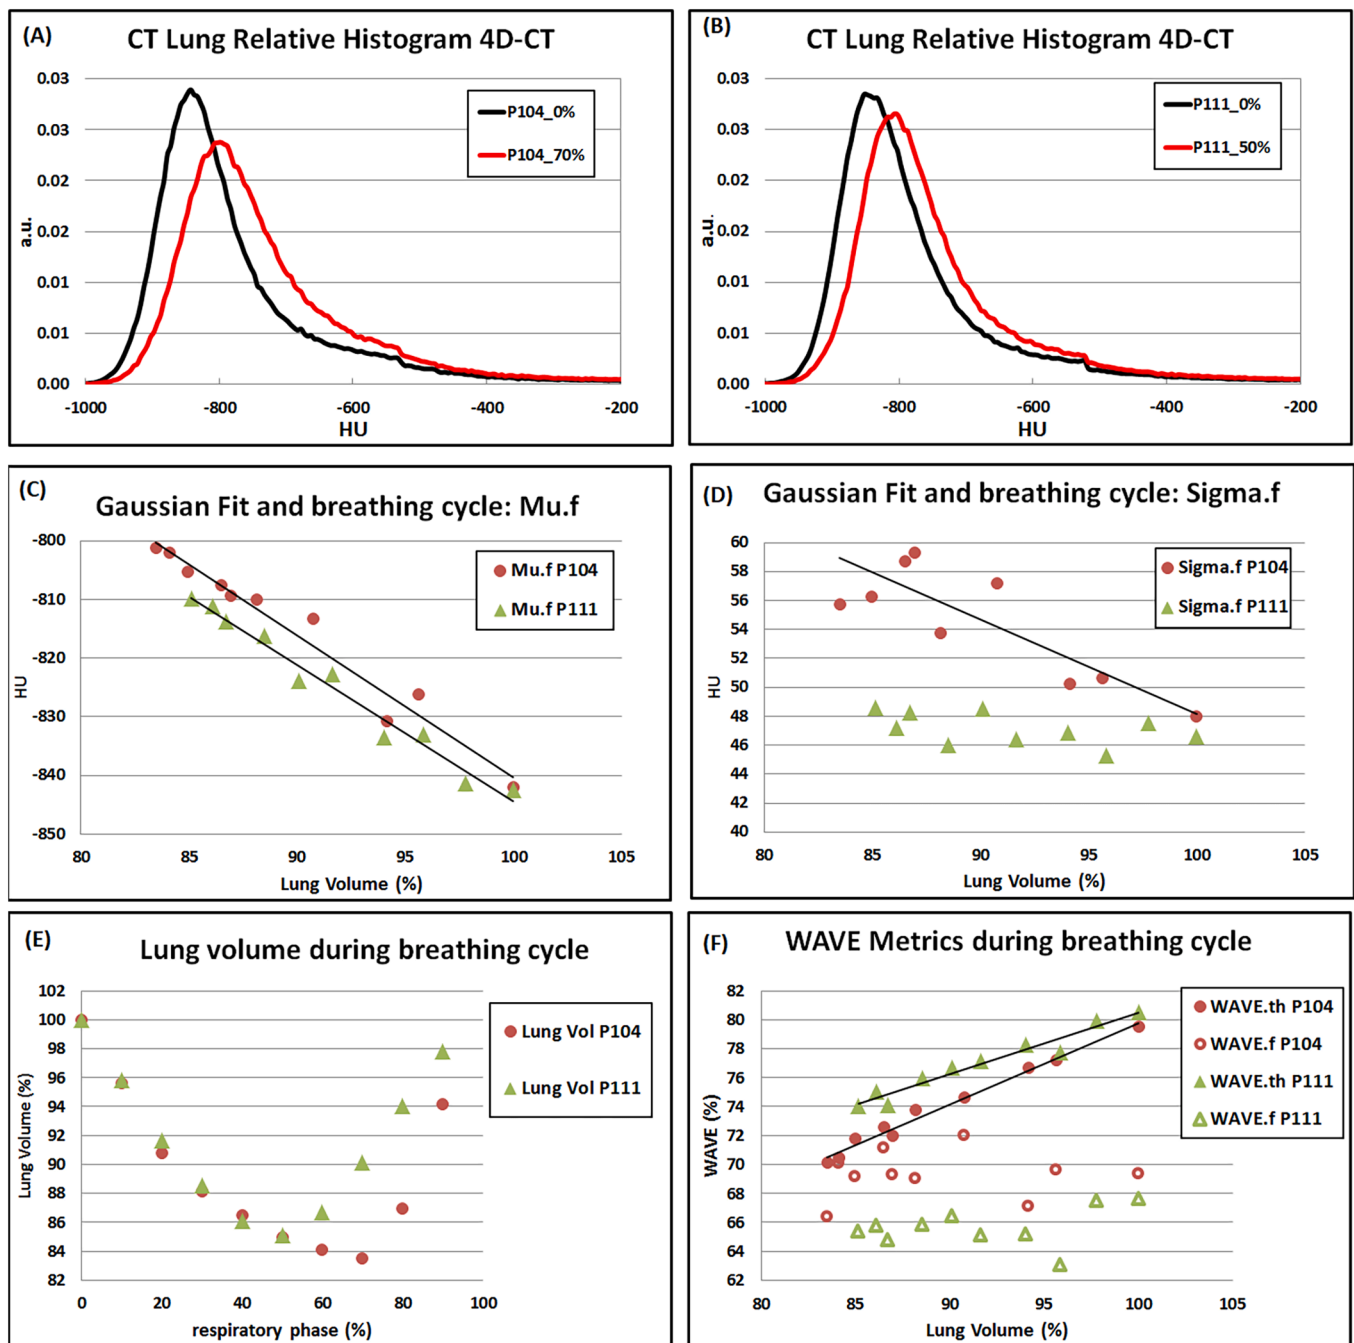 (A)
CT Lung Relative Histogram 4D-CT
0.03
0.03
0.02
0.02
0.01
0.01
0.00
a.u.
P104_0%
P104_70%
-1000 -800 -600 -400 -200
HU
(B)
CT Lung Relative Histogram 4D-CT
0.03
0.03
0.02
0.02
0.01
0.01
0.00
a.u.
P111_0%
P111_50%
-1000 -800 -600 -400 -200
HU
(C)
Gaussian Fit and breathing cycle: Mu.f
-800
-810
-820
-830
-840
-850
HU
Mu.f P104
Mu.f P111
80 85 90 95 100 105
Lung Volume (%)
(D)
Gaussian Fit and breathing cycle: Sigma.f
60
58
56
54
52
50
48
46
44
42
40
HU
Sigma.f P104
Sigma.f P111
80 85 90 95 100 105
Lung Volume (%)
(E)
Lung volume during breathing cycle
102
100
98
96
94
92
90
88
86
84
82
Lung Volume (%)
Lung Vol P104
Lung Vol P111
0 20 40 60 80 100
respiratory phase (%)
(F)
WAVE Metrics during breathing cycle
82
80
78
76
74
72
70
68
66
64
62
WAVE (%)
WAVE.th P104
WAVE.f P104
WAVE.th P111
WAVE.f P111
80 85 90 95 100 105
Lung Volume (%)